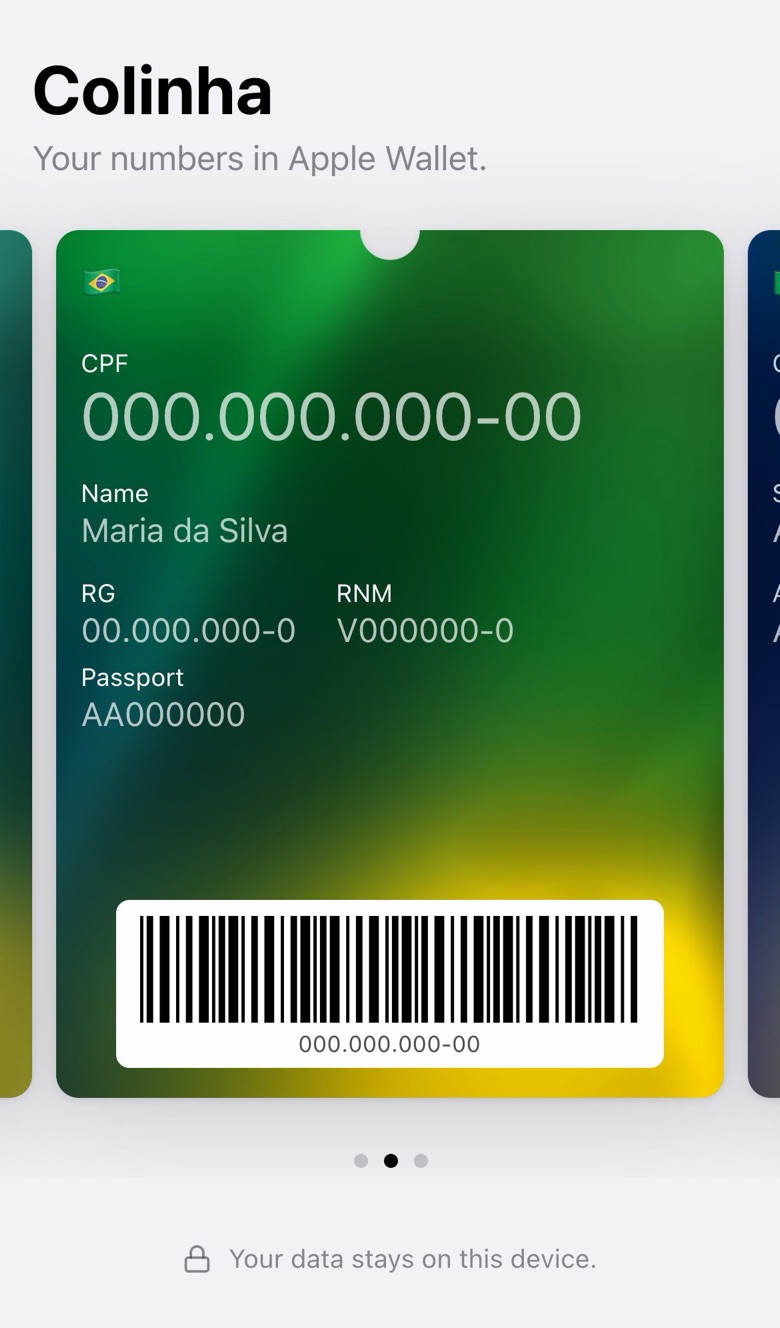 Colinha
Your numbers in Apple Wallet.
CPF
000.000.000-00
Name
Maria da Silva
RG
RNM
00.000.000-0
V000000-0
Passport
AA000000
000.000.000-00
Your data stays on this device.